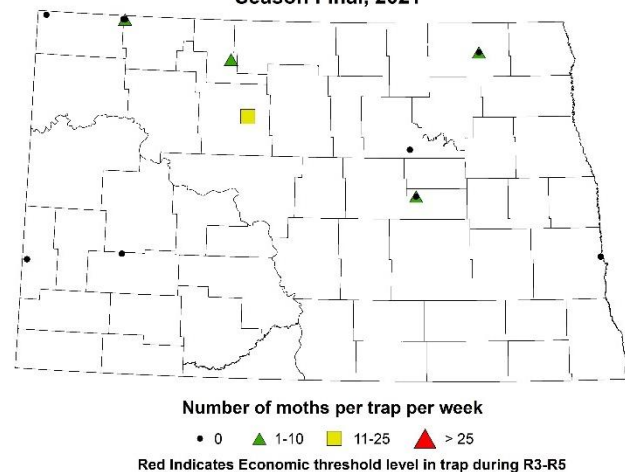 Season Final, 2021
Number of moths per trap per week
0 1-10 11-25 > 25
Red Indicates Economic threshold level in trap during R3-R5